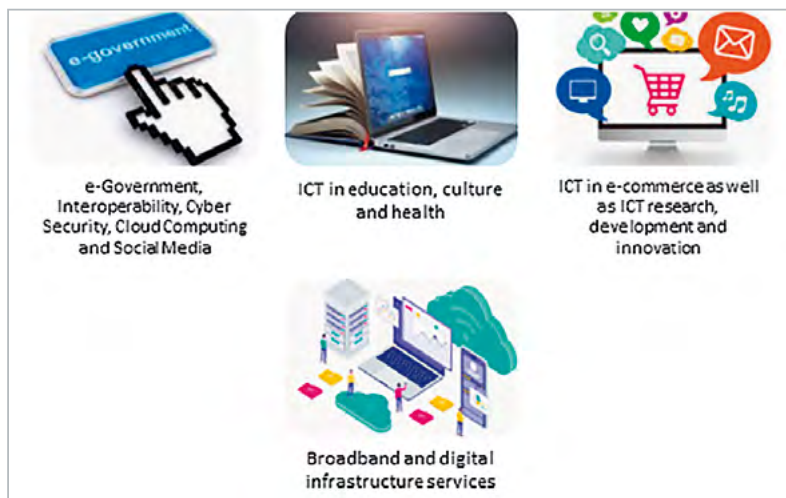 e-government
e-Government,
Interoperability, Cyber
Security, Cloud Computing
and Social Media
ICT in education, culture
and health
ICT in e-commerce as well
as ICT research,
development and
innovation
Broadband and digital
infrastructure services